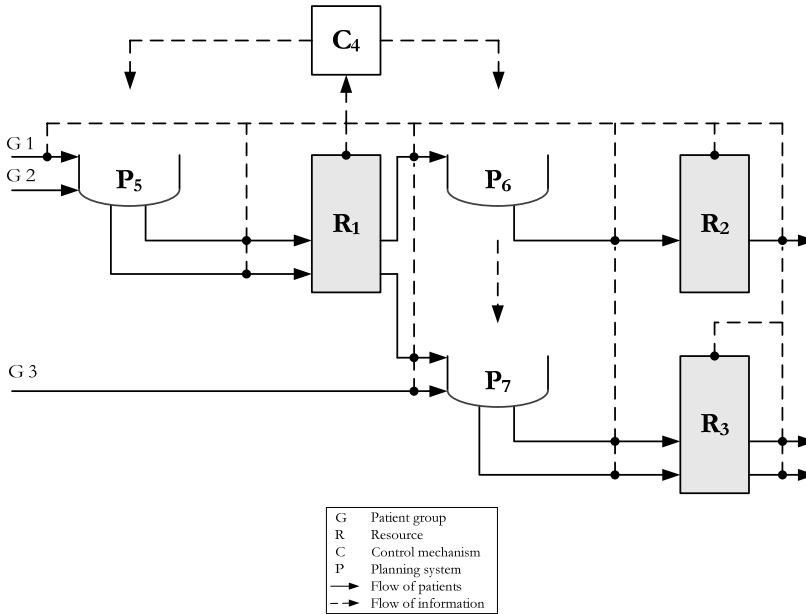 C4
G 1
G 2
P5
R1
P6
R2
G 3
P7
R3
G Patient group
R Resource
C Control mechanism
P Planning system
Flow of patients
Flow of information